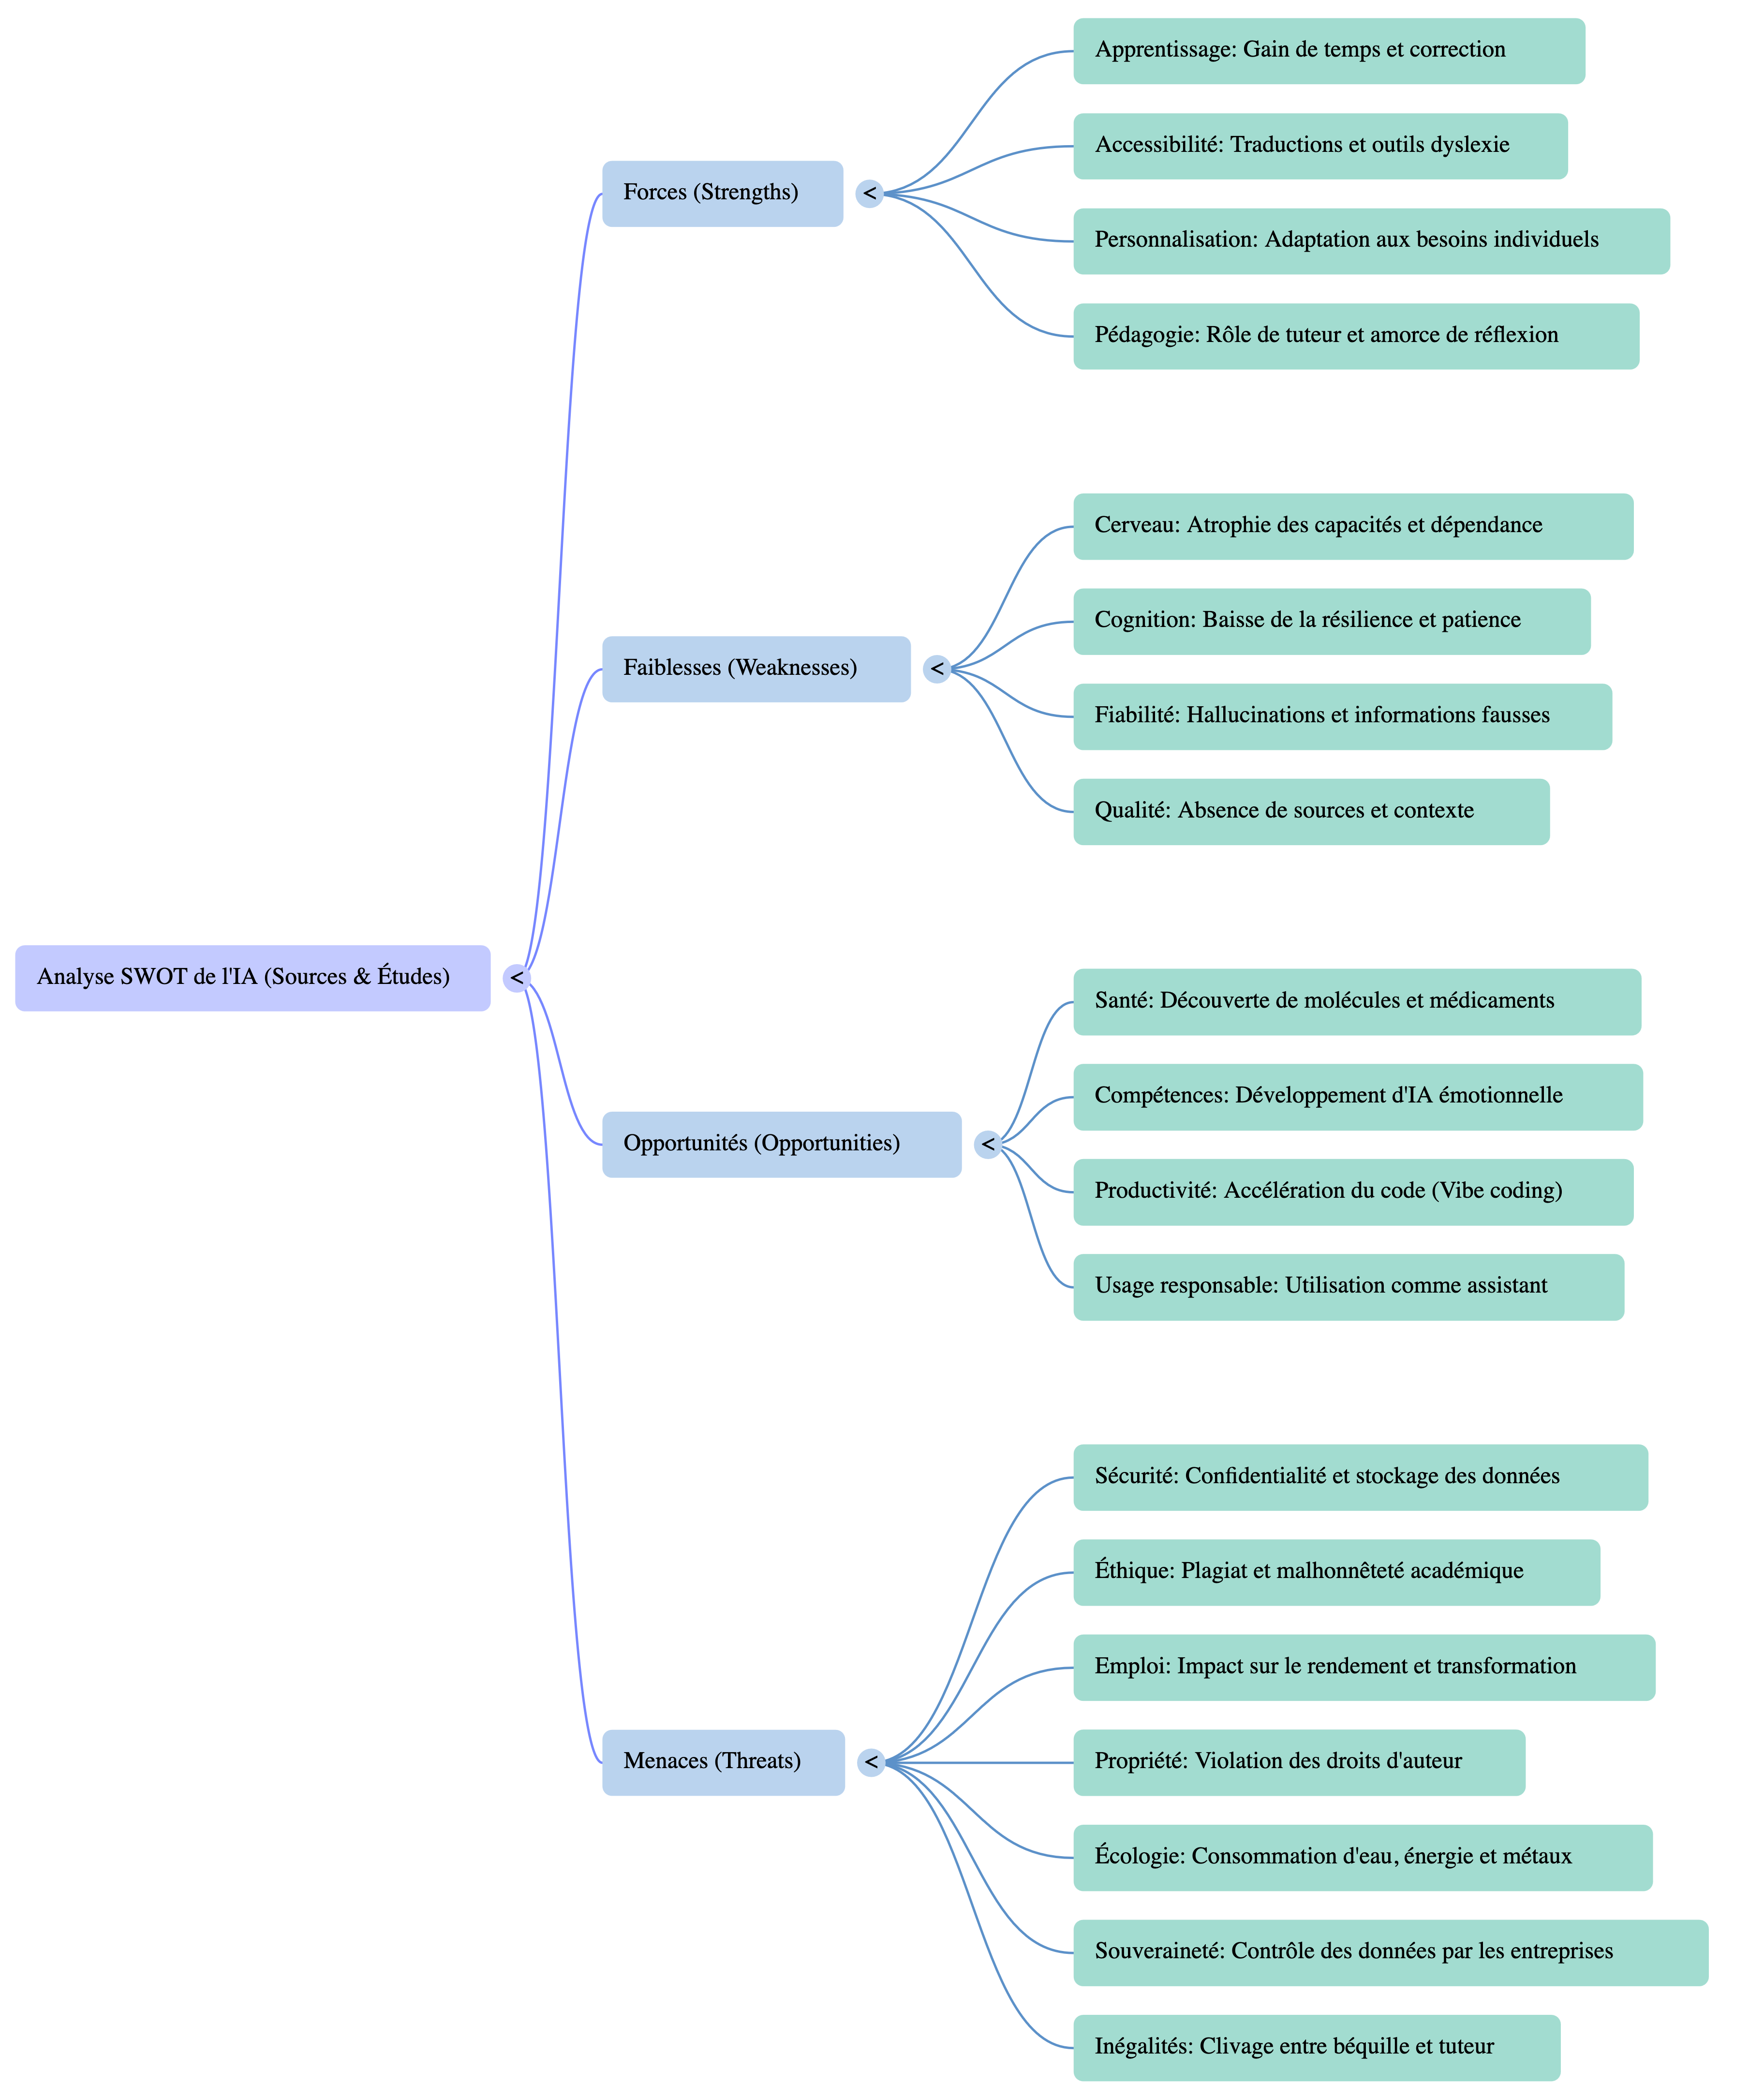 Analyse SWOT de l'IA (Sources & Études)
<
Forces (Strengths)
<
Apprentissage: Gain de temps et correction
Accessibilité: Traductions et outils dyslexie
Personnalisation: Adaptation aux besoins individuels
Pédagogie: Rôle de tuteur et amorce de réflexion
Faiblesses (Weaknesses)
<
Cerveau: Atrophie des capacités et dépendance
Cognition: Baisse de la résilience et patience
Fiabilité: Hallucinations et informations fausses
Qualité: Absence de sources et contexte
Opportunités (Opportunities)
<
Santé: Découverte de molécules et médicaments
Compétences: Développement d'IA émotionnelle
Productivité: Accélération du code (Vibe coding)
Usage responsable: Utilisation comme assistant
Menaces (Threats)
<
Sécurité: Confidentialité et stockage des données
Éthique: Plagiat et malhonnêteté académique
Emploi: Impact sur le rendement et transformation
Propriété: Violation des droits d'auteur
Écologie: Consommation d'eau, énergie et métaux
Souveraineté: Contrôle des données par les entreprises
Inégalités: Clivage entre béquille et tuteur